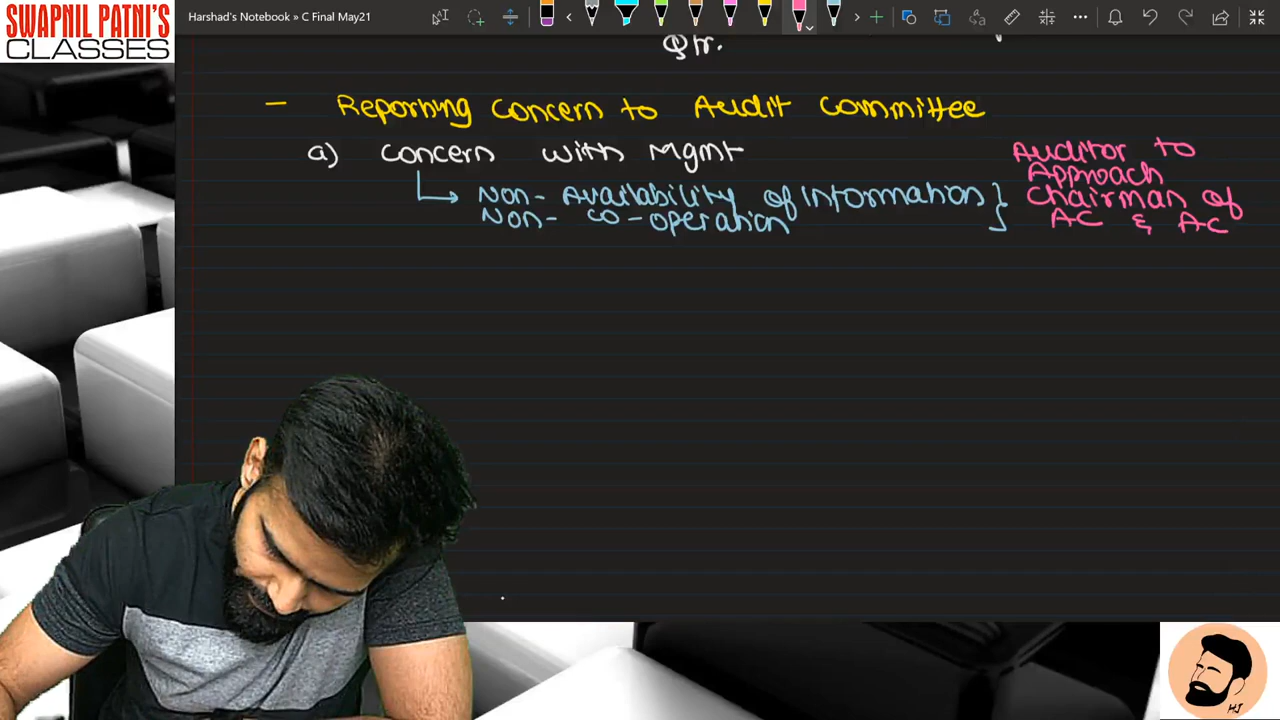 SWAPNIL PATNI'S
CLASSES
Harshad's Notebook » C Final May21
Qtr.
- Reporting Concern to Audit Committee
a) Concern with Mgmt
Non-Availability of Information
Non-co-operation
Auditor to
Approach
Chairman of
AC & AC
HJ